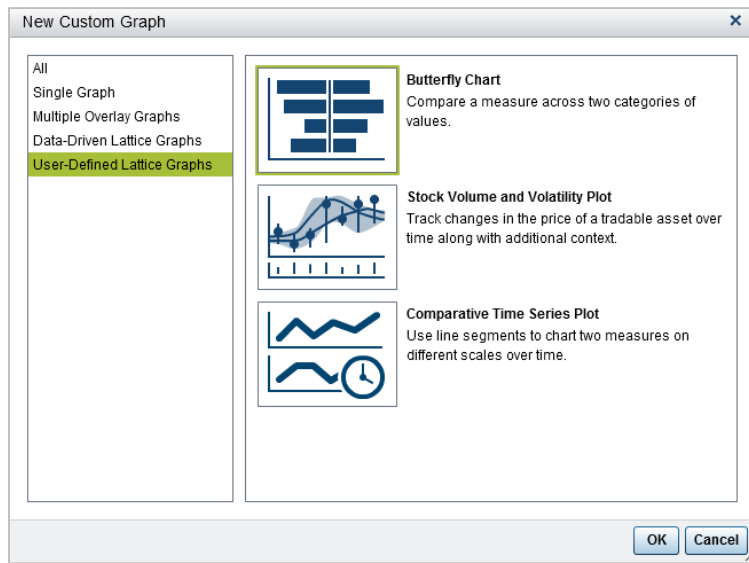 New Custom Graph
All
Single Graph
Multiple Overlay Graphs
Data-Driven Lattice Graphs
User-Defined Lattice Graphs
Butterfly Chart
Compare a measure across two categories of
values.
Stock Volume and Volatility Plot
Track changes in the price of a tradable asset over
time along with additional context.
Comparative Time Series Plot
Use line segments to chart two measures on
different scales over time.
OK
Cancel